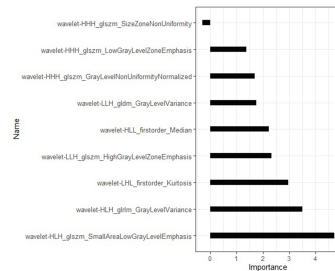 wavelet-HHH_glszm_SizeZoneNonUniformity
wavelet-HHH_glszm_LowGrayLevelZoneEmphasis
wavelet-HHH_glszm_GrayLevelNonUniformityNormalized
wavelet-LLH_gldm_GrayLevelVariance
wavelet-HLL_firstorder_Median
wavelet-LLH_glszm_HighGrayLevelZoneEmphasis
wavelet-LHL_firstorder_Kurtosis
wavelet-HLH_glrlm_GrayLevelVariance
wavelet-HLH_glszm_SmallAreaLowGrayLevelEmphasis
Name
0 1 2 3 4
Importance